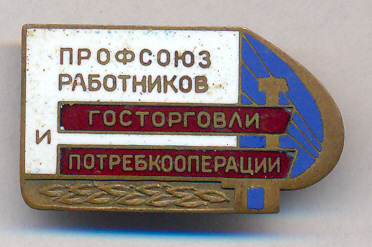 ПРОФСОЮЗ
РАБОТНИКОВ
ГОСТОРГОВЛИ
И
ПОТРЕБКООПЕРАЦИИ